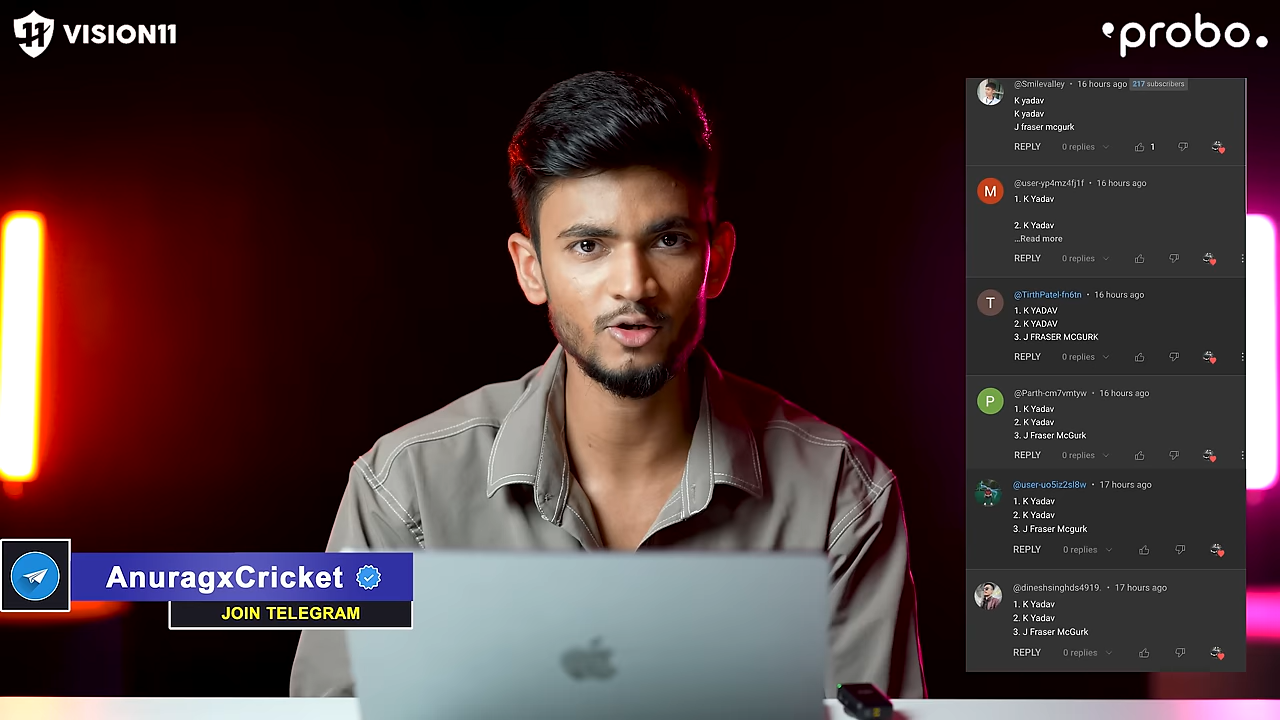 VISION11
probo.
@Smilevalley • 16 hours ago 217 subscribers
K yadav
K yadav
J fraser mcgurk
REPLY 0 replies 1
M
@user-yp4mz4fj1f • 16 hours ago
1. K Yadav
2. K Yadav
...Read more
REPLY 0 replies
T
@TirthPatel-fn6tn • 16 hours ago
1. K YADAV
2. K YADAV
3. J FRASER MCGURK
REPLY 0 replies
P
@Parth-cm7vmtyw • 16 hours ago
1. K Yadav
2. K Yadav
3. J Fraser McGurk
REPLY 0 replies
@user-uo5iz2sl8w • 17 hours ago
1. K Yadav
2. K Yadav
3. J Fraser Mcgurk
REPLY 0 replies
@dineshsinghds4919. • 17 hours ago
1. K Yadav
2. K Yadav
3. J Fraser McGurk
REPLY 0 replies
AnuragxCricket
JOIN TELEGRAM